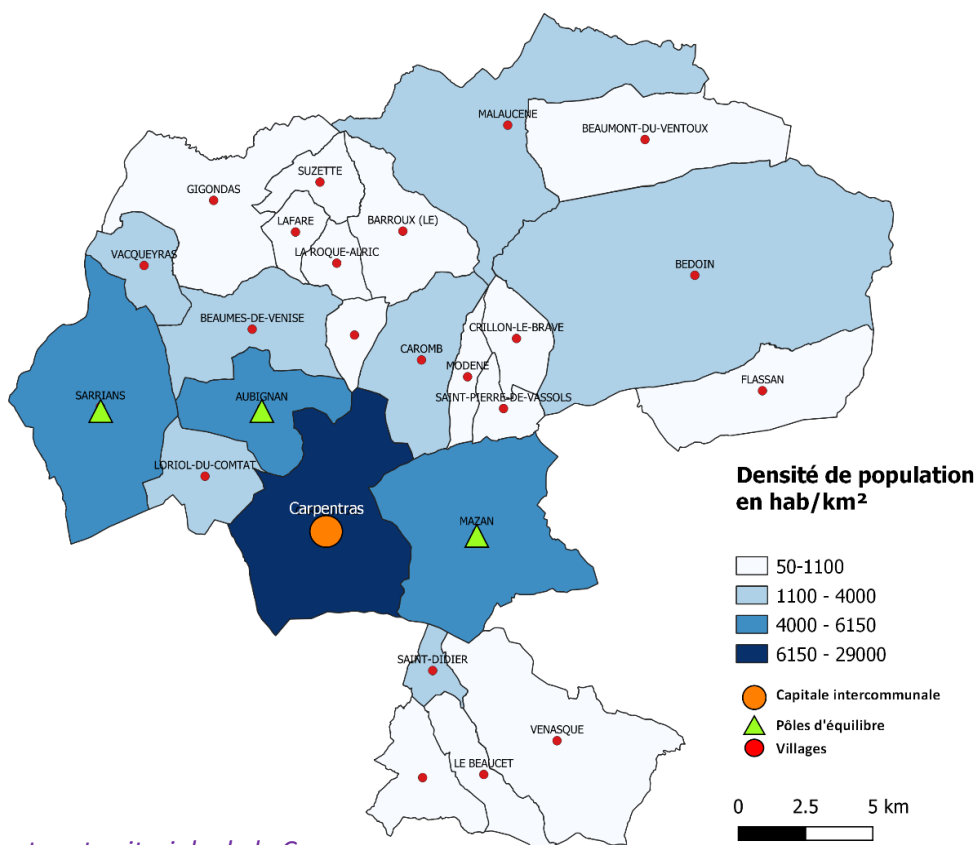 MALAUCENE
BEAUMONT-DU-VENTOUX
SUZETTE
GIGONDAS
LAFARE
BARROUX (LE)
LA ROQUE-ALRIC
VACQUEYRAS
BEDOIN
BEAUMES-DE-VENISE
CRILLON-LE-BRAVE
CAROMB
MODENE
FLASSAN
SARRIANS
AUBIGNAN
SAINT-PIERRE-DE-VASSOLS
LORIOL-DU-COMTAT
Carpentras
MAZAN
SAINT-DIDIER
VENASQUE
LE BEAUCET
Densité de population
en hab/km²
50-1100
1100 - 4000
4000 - 6150
6150 - 29000
Capitale intercommunale
Pôles d'équilibre
Villages
0 2.5 5 km